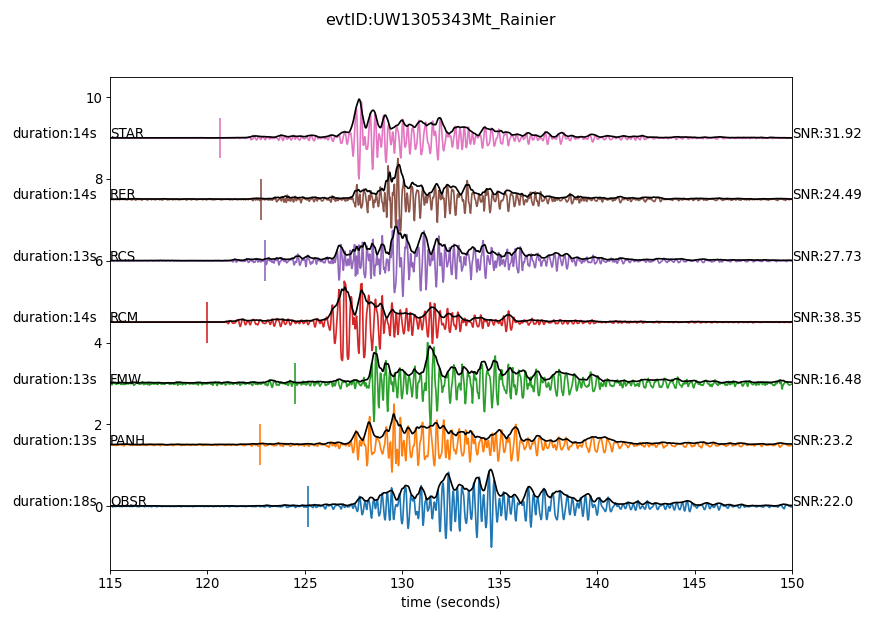 evtID:UW1305343Mt_Rainier
10
duration:14s STAR SNR:31.92
8
duration:14s RER SNR:24.49
duration:13s RCS SNR:27.73
6
duration:14s RCM SNR:38.35
4
duration:13s FMW SNR:16.48
2
duration:13s PANH SNR:23.2
duration:18s OBSR SNR:22.0
0
115 120 125 130 135 140 145 150
time (seconds)